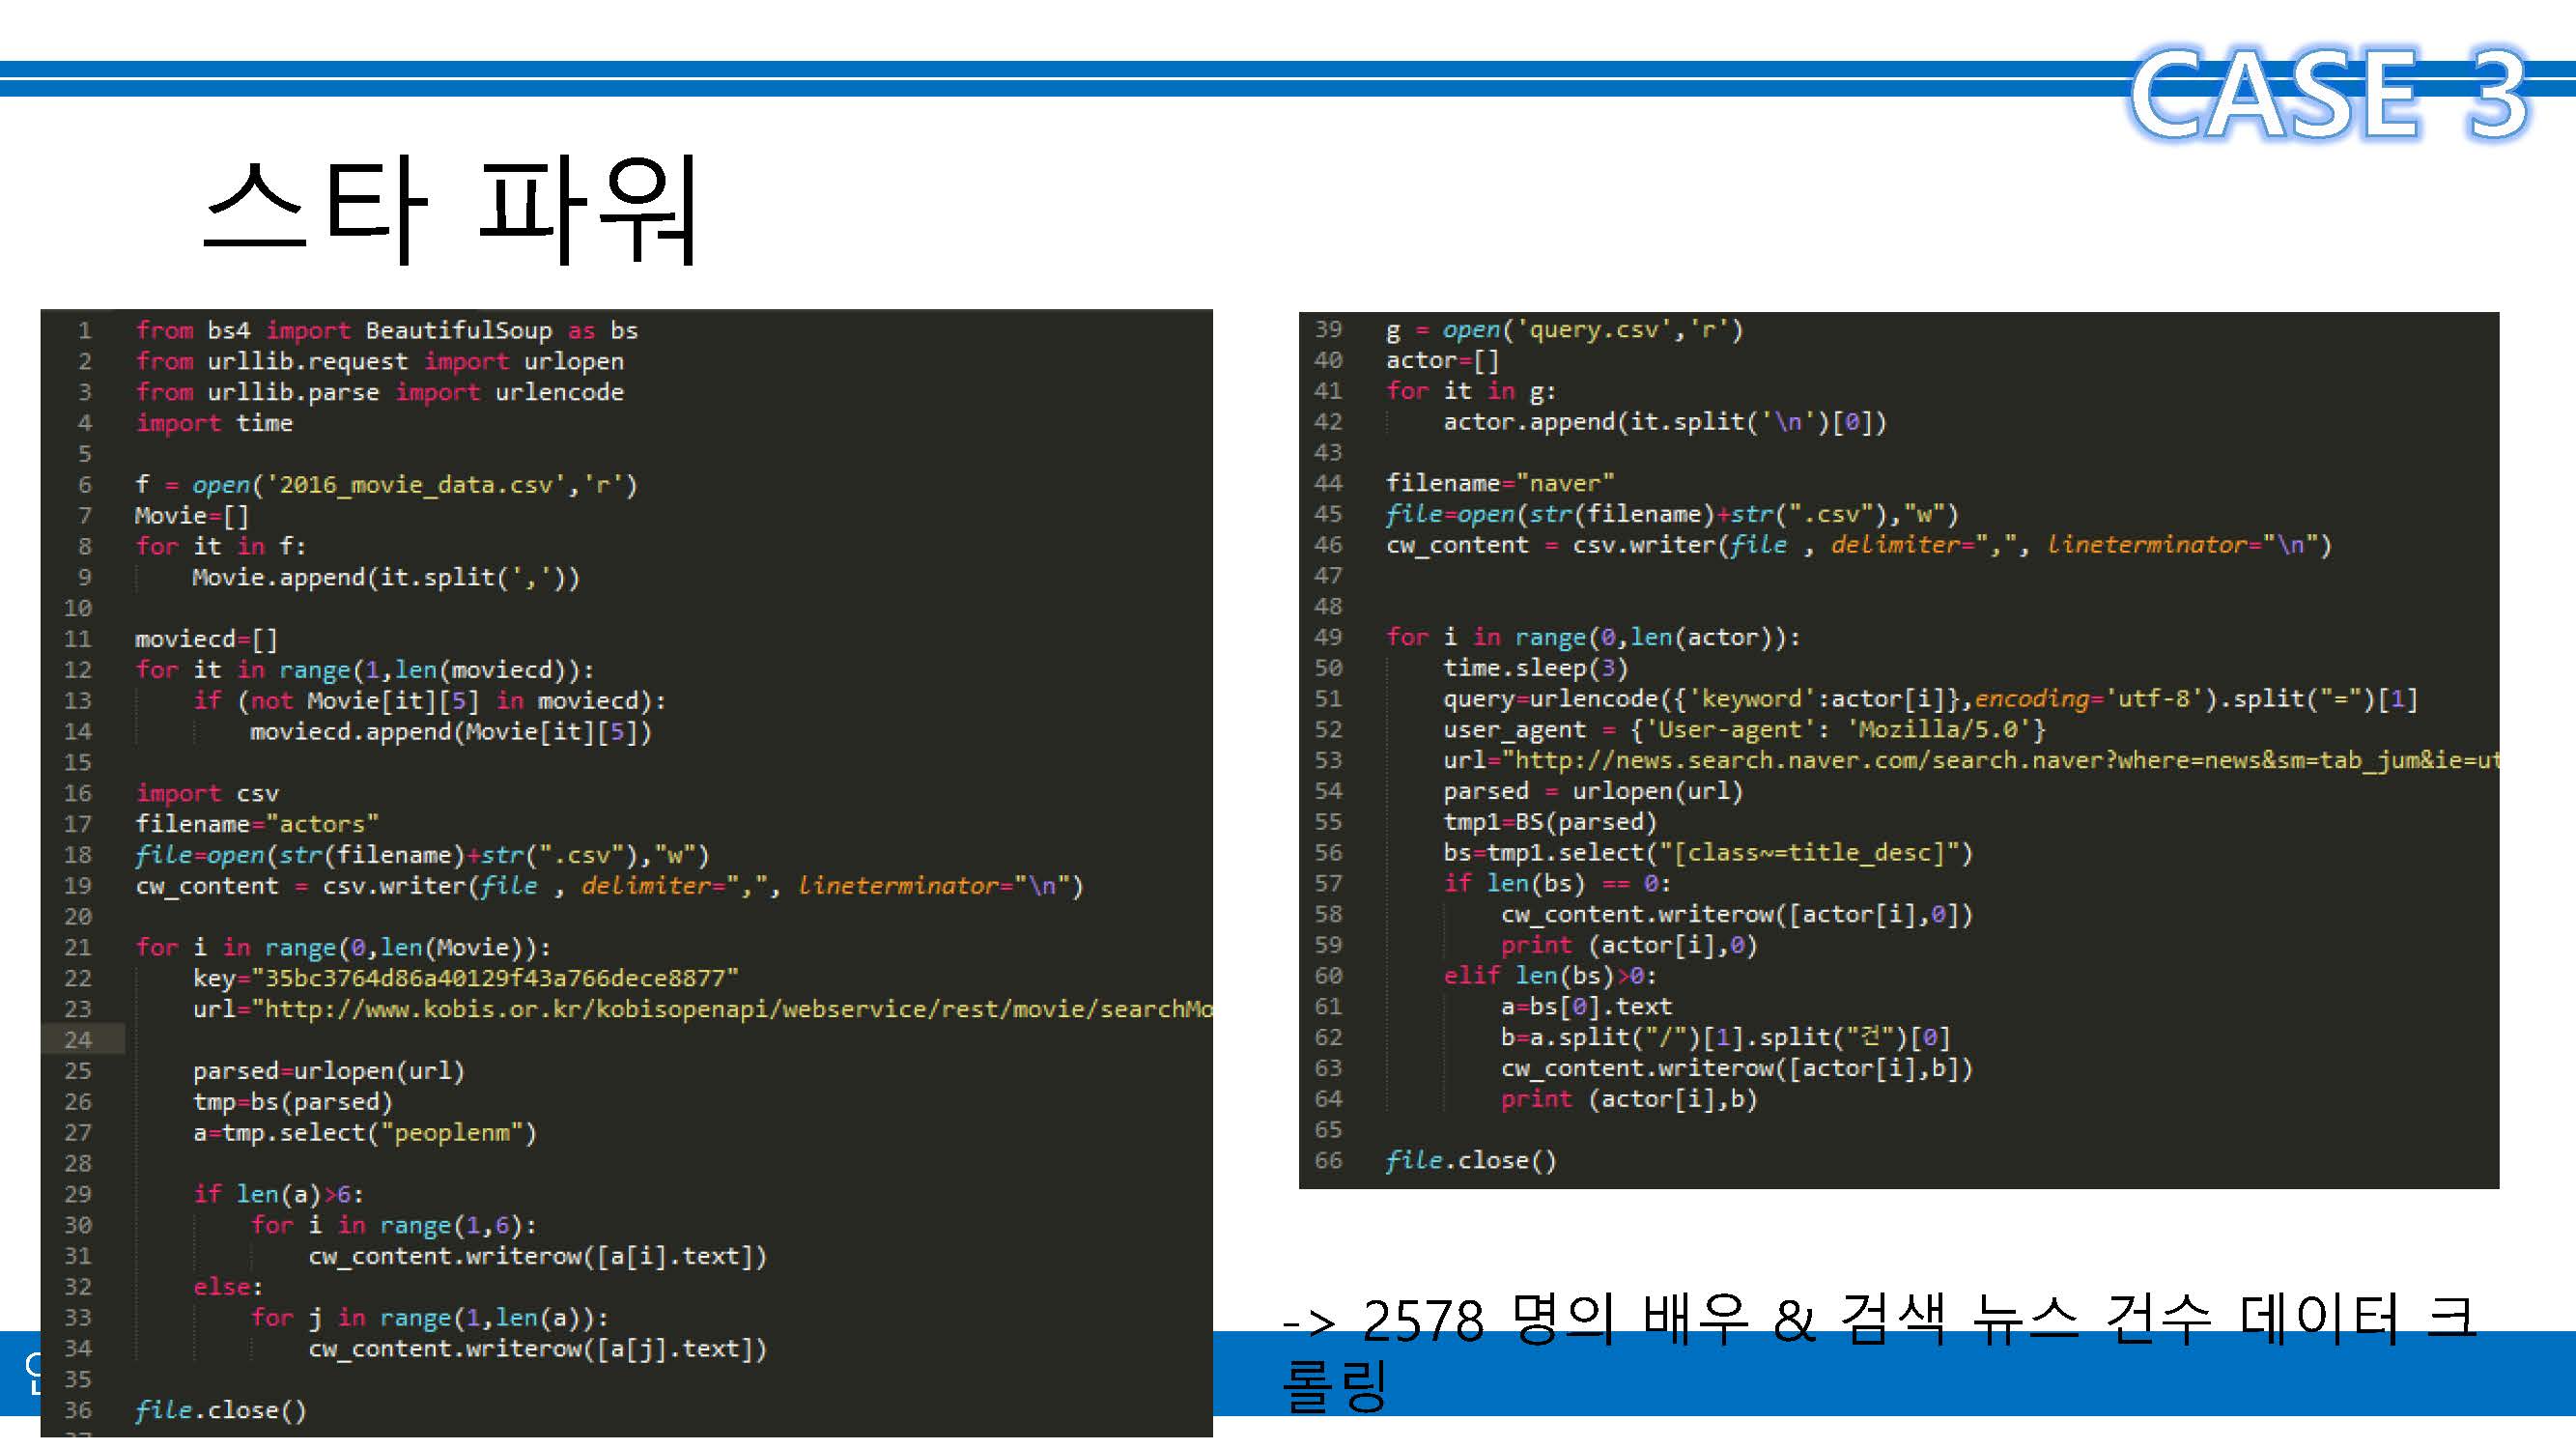 CASE 3
스타 파워
1 from bs4 import BeautifulSoup as bs
2 from urllib.request import urlopen
3 from urllib.parse import urlencode
4 import time
5
6 f = open('2016_movie_data.csv','r')
7 Movie=[]
8 for it in f:
9     Movie.append(it.split(','))
10
11 moviecd=[]
12 for it in range(1,len(moviecd)):
13     if (not Movie[it][5] in moviecd):
14         moviecd.append(Movie[it][5])
15
16 import csv
17 filename="actors"
18 file=open(str(filename)+str(".csv"),"w")
19 cw_content = csv.writer(file , delimiter=",", lineterminator="\n")
20
21 for i in range(0,len(Movie)):
22     key="35bc3764d86a40129f43a766dece8877"
23     url="http://www.kobis.or.kr/kobisopenapi/webservice/rest/movie/searchMo
24
25     parsed=urlopen(url)
26     tmp=bs(parsed)
27     a=tmp.select("peoplenm")
28
29     if len(a)>6:
30         for i in range(1,6):
31             cw_content.writerow([a[i].text])
32     else:
33         for j in range(1,len(a)):
34             cw_content.writerow([a[j].text])
35
36 file.close()
39 g = open('query.csv','r')
40 actor=[]
41 for it in g:
42     actor.append(it.split('\n')[0])
43
44 filename="naver"
45 file=open(str(filename)+str(".csv"),"w")
46 cw_content = csv.writer(file , delimiter=",", lineterminator="\n")
47
48
49 for i in range(0,len(actor)):
50     time.sleep(3)
51     query=urlencode({'keyword':actor[i]},encoding='utf-8').split("=")[1]
52     user_agent = {'User-agent': 'Mozilla/5.0'}
53     url="http://news.search.naver.com/search.naver?where=news&sm=tab_jum&ie=ut
54     parsed = urlopen(url)
55     tmp1=BS(parsed)
56     bs=tmp1.select("[class~=title_desc]")
57     if len(bs) == 0:
58         cw_content.writerow([actor[i],0])
59         print (actor[i],0)
60     elif len(bs)>0:
61         a=bs[0].text
62         b=a.split("/")[1].split("건")[0]
63         cw_content.writerow([actor[i],b])
64         print (actor[i],b)
65
66 file.close()
-> 2578 명의 배우 & 검색 뉴스 건수 데이터 크
롤링